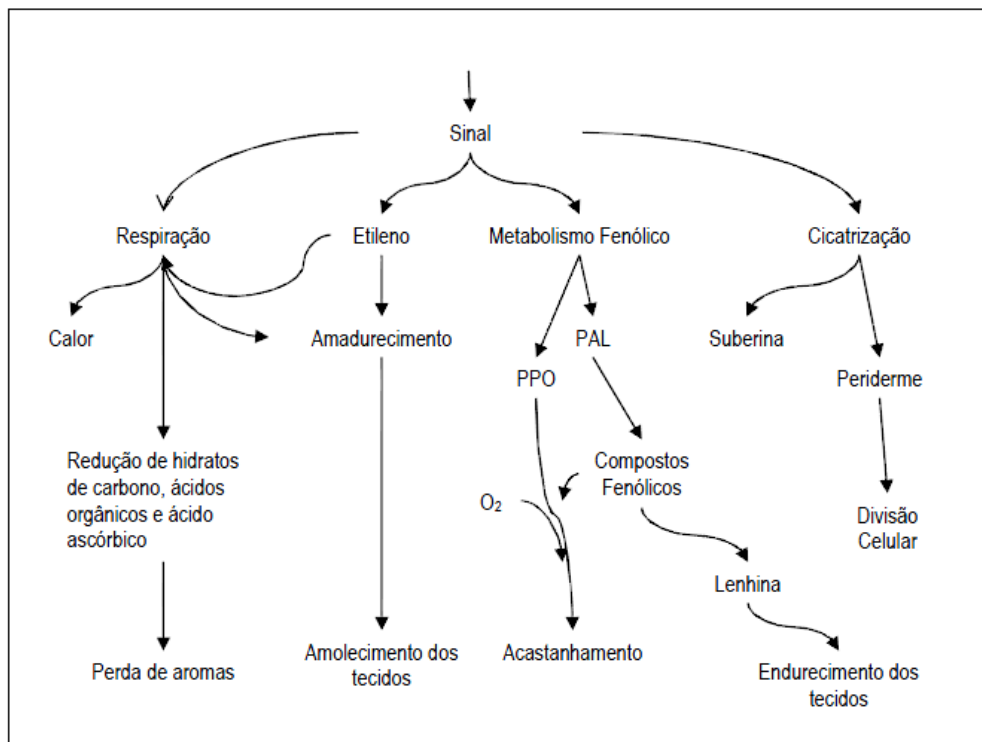 Sinal
Respiração
Etileno
Metabolismo Fenólico
Cicatrização
Calor
Amadurecimento
PAL
Suberina
PPO
Periderme
Redução de hidratos
de carbono, ácidos
orgânicos e ácido
ascórbico
Compostos
Fenólicos
O₂
Divisão
Celular
Lenhina
Perda de aromas
Amolecimento dos
tecidos
Acastanhamento
Endurecimento dos
tecidos